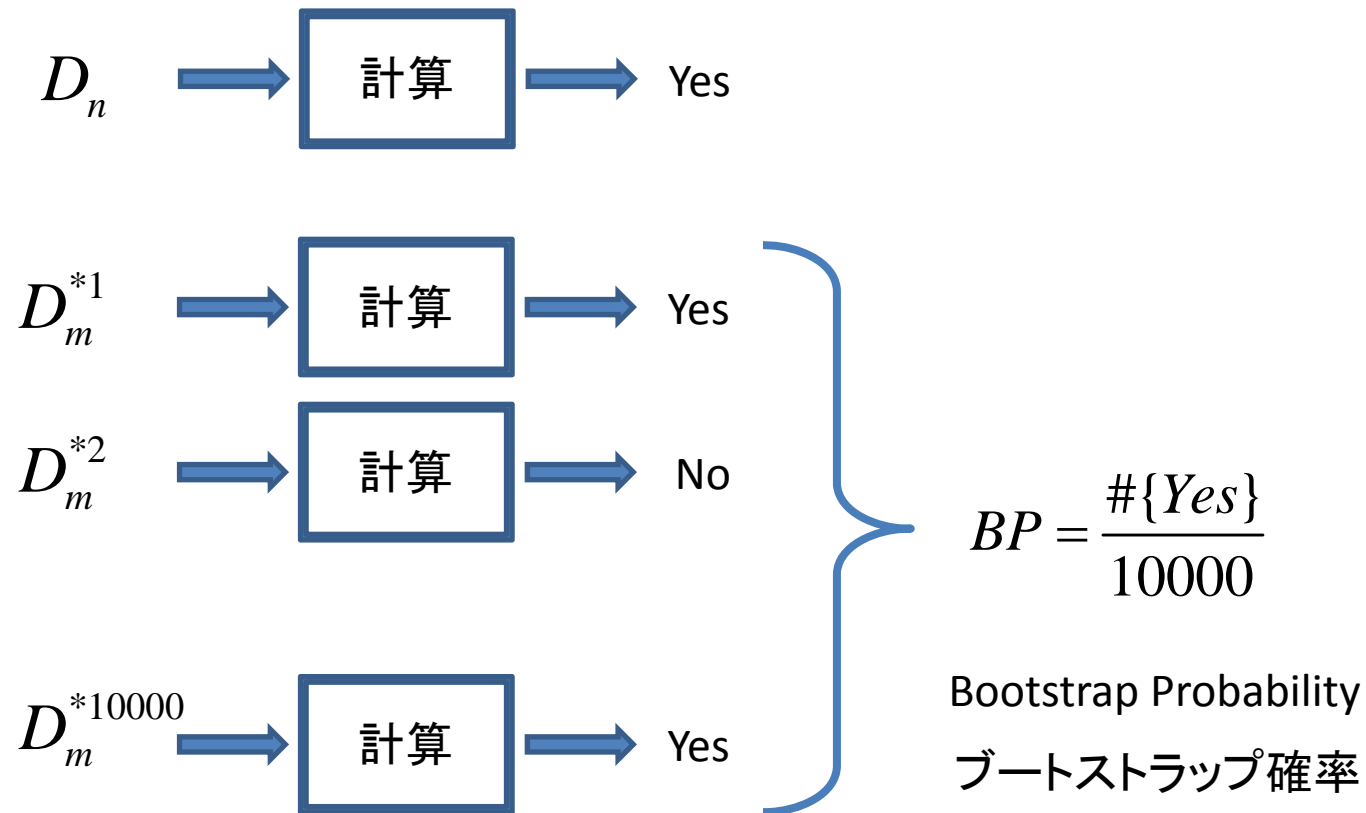 D_n 計算 Yes
D_m^{*1} 計算 Yes
D_m^{*2} 計算 No
BP = \frac{\#\{Yes\}}{10000}
D_m^{*10000} 計算 Yes
Bootstrap Probability
ブートストラップ確率